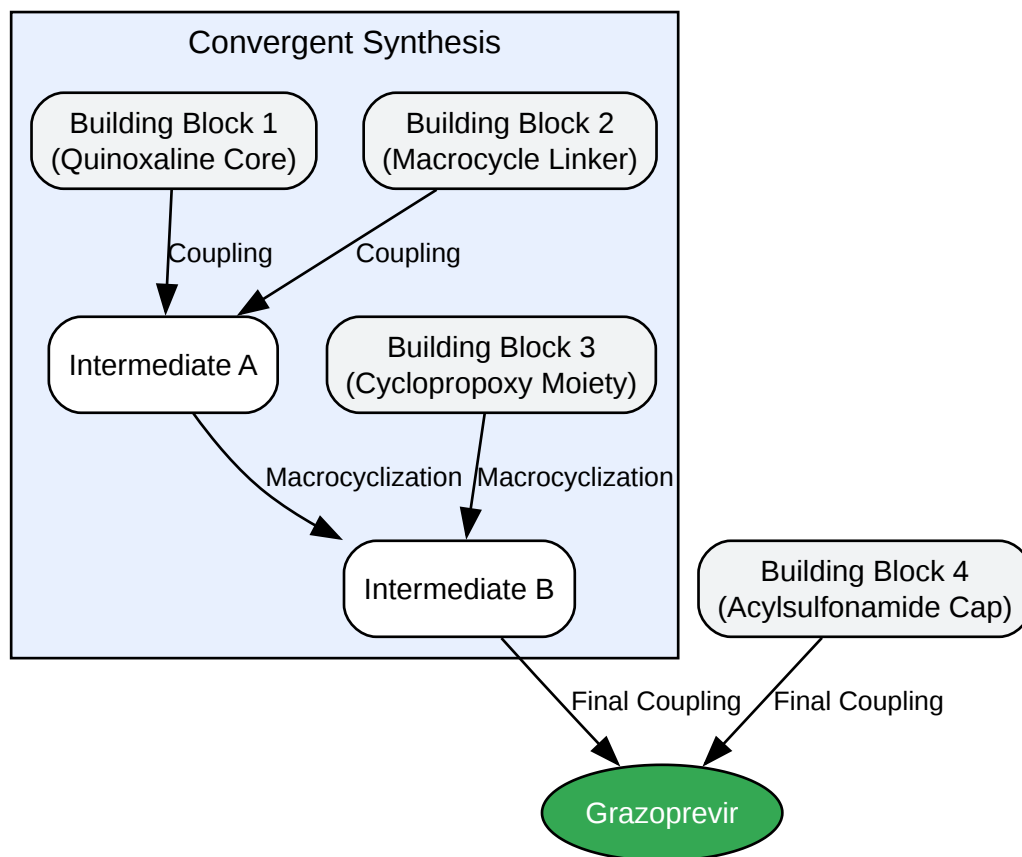 Convergent Synthesis
Building Block 1
(Quinoxaline Core)
Building Block 2
(Macrocycle Linker)
Coupling
Coupling
Intermediate A
Building Block 3
(Cyclopropoxy Moiety)
Macrocyclization
Macrocyclization
Intermediate B
Building Block 4
(Acylsulfonamide Cap)
Final Coupling
Final Coupling
Grazoprevir